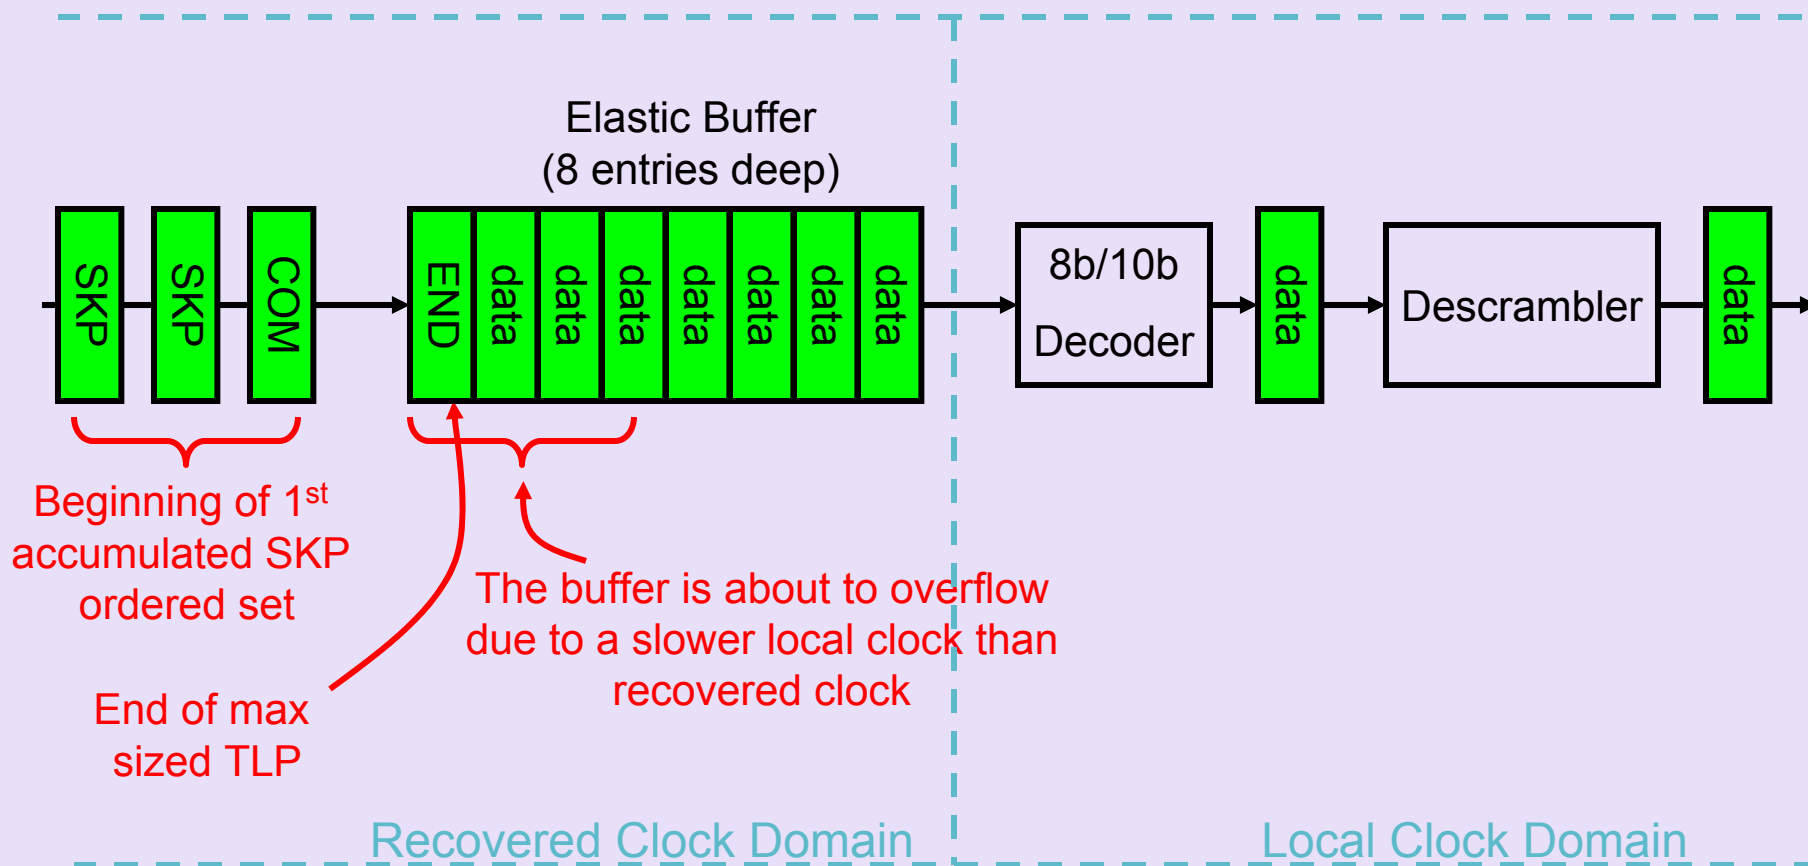 Elastic Buffer
(8 entries deep)
SKP
SKP
COM
END
data
data
data
data
data
data
data
8b/10b
Decoder
data
Descrambler
data
Beginning of 1st
accumulated SKP
ordered set
The buffer is about to overflow
due to a slower local clock than
recovered clock
End of max
sized TLP
Recovered Clock Domain
Local Clock Domain